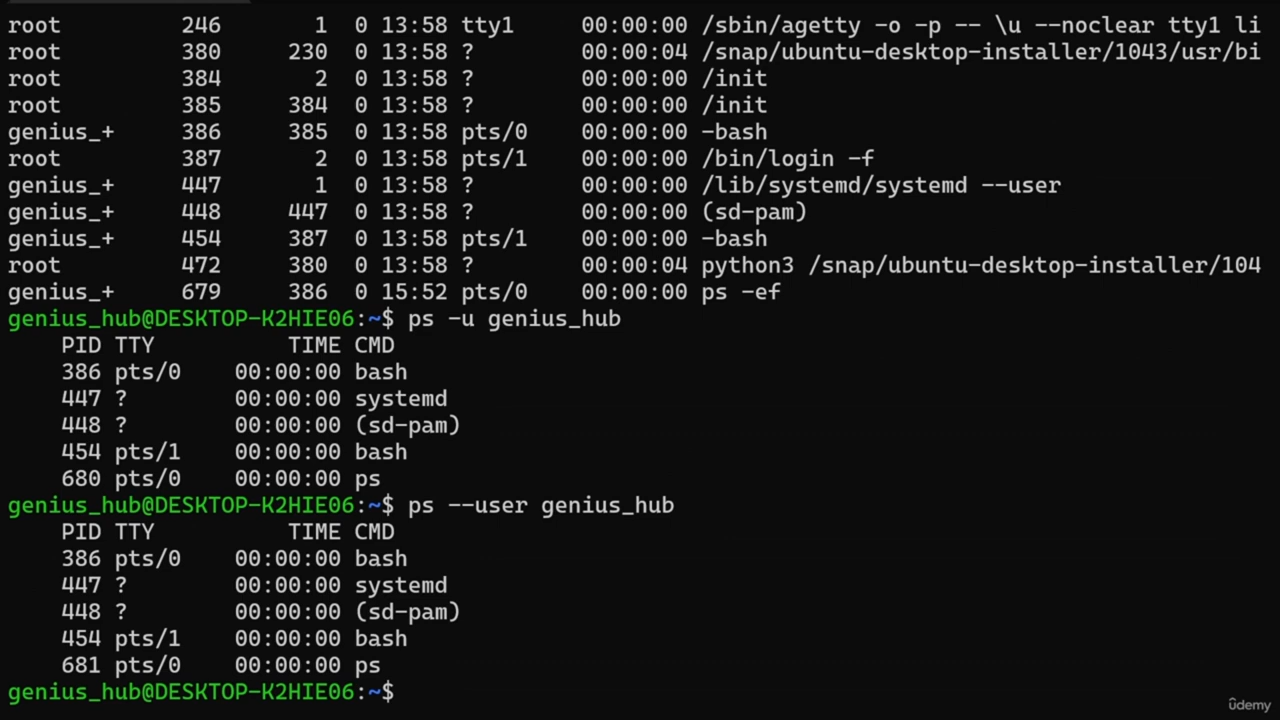 root         246       1  0 13:58 tty1     00:00:00 /sbin/agetty -o -p -- \u --noclear tty1 li
root         380     230  0 13:58 ?        00:00:04 /snap/ubuntu-desktop-installer/1043/usr/bi
root         384       2  0 13:58 ?        00:00:00 /init
root         385     384  0 13:58 ?        00:00:00 /init
genius_+     386     385  0 13:58 pts/0    00:00:00 -bash
root         387       2  0 13:58 pts/1    00:00:00 /bin/login -f
genius_+     447       1  0 13:58 ?        00:00:00 /lib/systemd/systemd --user
genius_+     448     447  0 13:58 ?        00:00:00 (sd-pam)
genius_+     454     387  0 13:58 pts/1    00:00:00 -bash
root         472     380  0 13:58 ?        00:00:04 python3 /snap/ubuntu-desktop-installer/104
genius_+     679     386  0 15:52 pts/0    00:00:00 ps -ef
genius_hub@DESKTOP-K2HIE06:~$ ps -u genius_hub
    PID TTY          TIME CMD
    386 pts/0    00:00:00 bash
    447 ?        00:00:00 systemd
    448 ?        00:00:00 (sd-pam)
    454 pts/1    00:00:00 bash
    680 pts/0    00:00:00 ps
genius_hub@DESKTOP-K2HIE06:~$ ps --user genius_hub
    PID TTY          TIME CMD
    386 pts/0    00:00:00 bash
    447 ?        00:00:00 systemd
    448 ?        00:00:00 (sd-pam)
    454 pts/1    00:00:00 bash
    681 pts/0    00:00:00 ps
genius_hub@DESKTOP-K2HIE06:~$
ûdemy